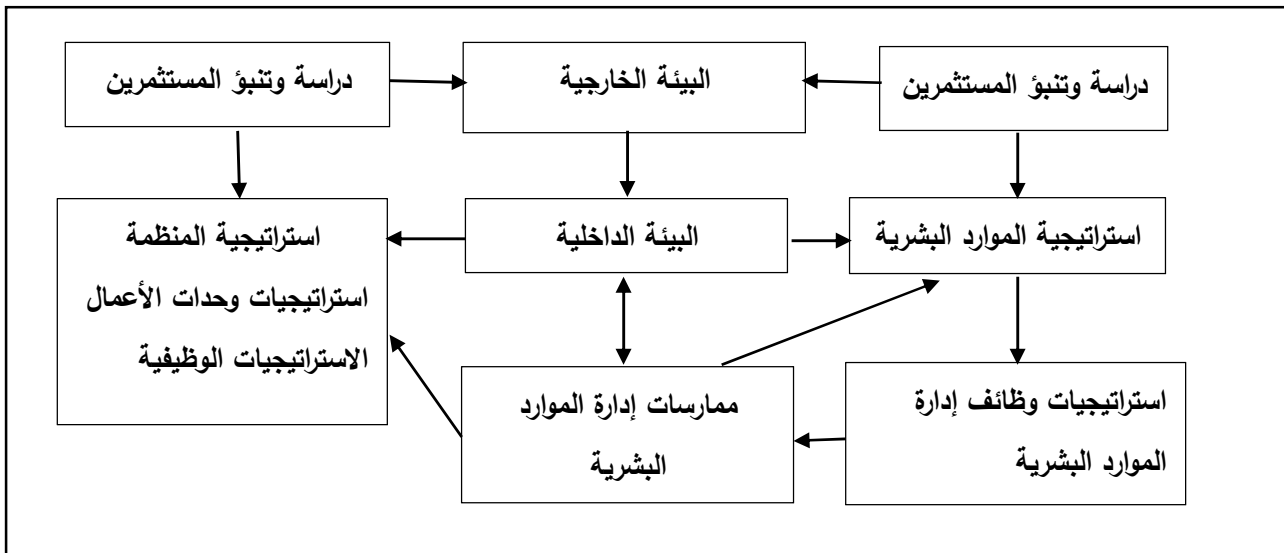 دراسة وتنبؤ المستثمرين
البيئة الخارجية
دراسة وتنبؤ المستثمرين
استراتيجية الموارد البشرية
البيئة الداخلية
استراتيجية المنظمة
استراتيجيات وحدات الأعمال
الاستراتيجيات الوظيفية
استراتيجيات وظائف إدارة
الموارد البشرية
ممارسات إدارة الموارد
البشرية